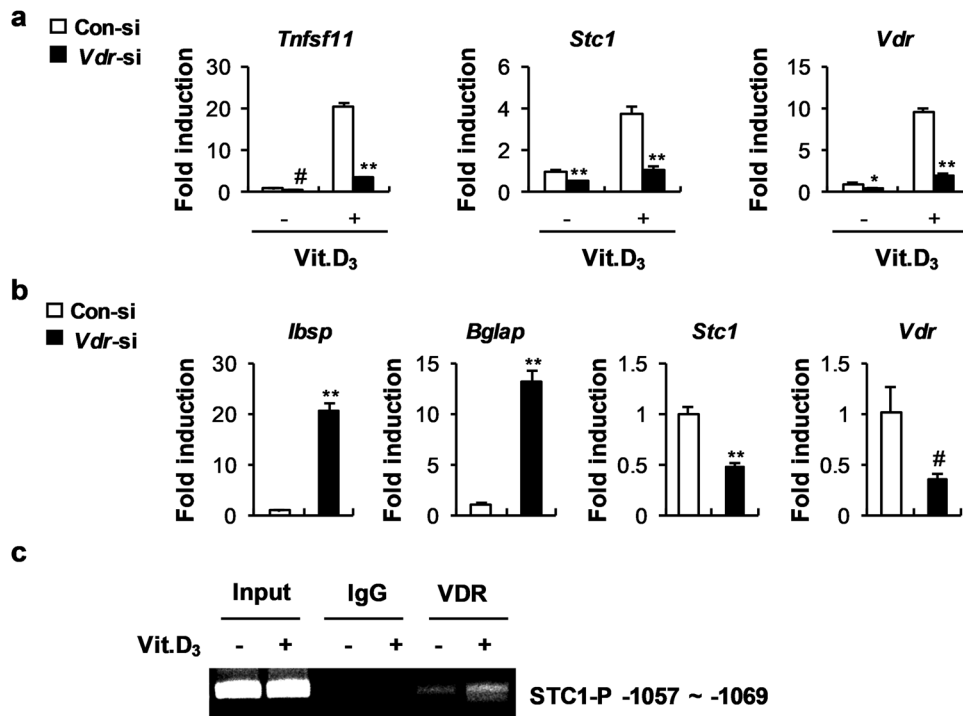 a
Con-si
Vdr-si
Tnfsf11 Stc1 Vdr
Fold induction
30
20
10
0
#
**
- +
Vit.D3
Fold induction
6
4
2
0
**
**
- +
Vit.D3
Fold induction
15
10
5
0
*
**
- +
Vit.D3
b
Con-si
Vdr-si
Ibsp Bglap Stc1 Vdr
Fold induction
30
20
10
0
**
Fold induction
15
10
5
0
**
Fold induction
1.5
1
0.5
0
**
Fold induction
1.5
1
0.5
0
#
c
Input IgG VDR
Vit.D3 - + - + - +
STC1-P -1057 ~ -1069